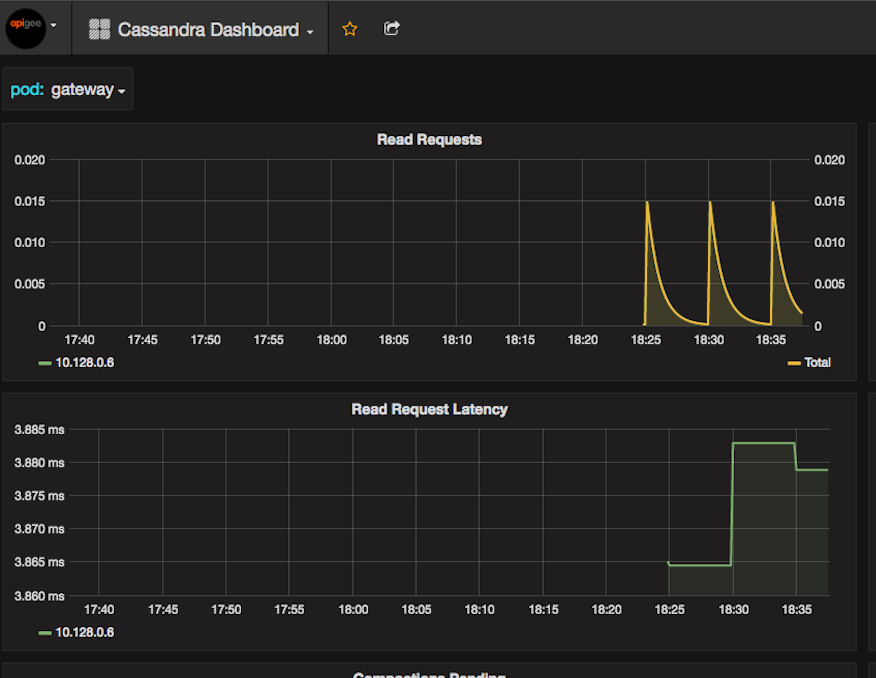 apigee
Cassandra Dashboard
pod: gateway
Read Requests
0.020 0.020
0.015 0.015
0.010 0.010
0.005 0.005
0 0
17:40 17:45 17:50 17:55 18:00 18:05 18:10 18:15 18:20 18:25 18:30 18:35
10.128.0.6 Total
Read Request Latency
3.885 ms
3.880 ms
3.875 ms
3.870 ms
3.865 ms
3.860 ms
17:40 17:45 17:50 17:55 18:00 18:05 18:10 18:15 18:20 18:25 18:30 18:35
10.128.0.6
Compactions Pending